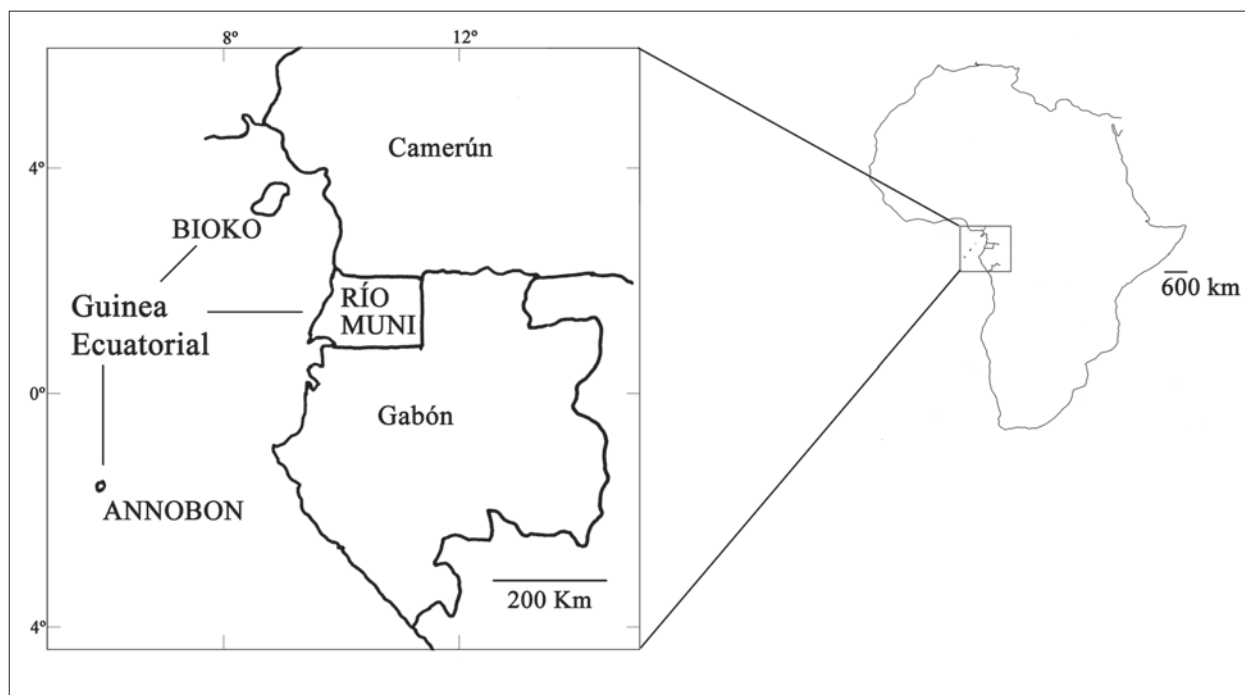 8º
12º
Camerún
4º
BIOKO
RÍO
MUNI
Guinea
Ecuatorial
600 km
0º
Gabón
ANNOBON
200 Km
4º